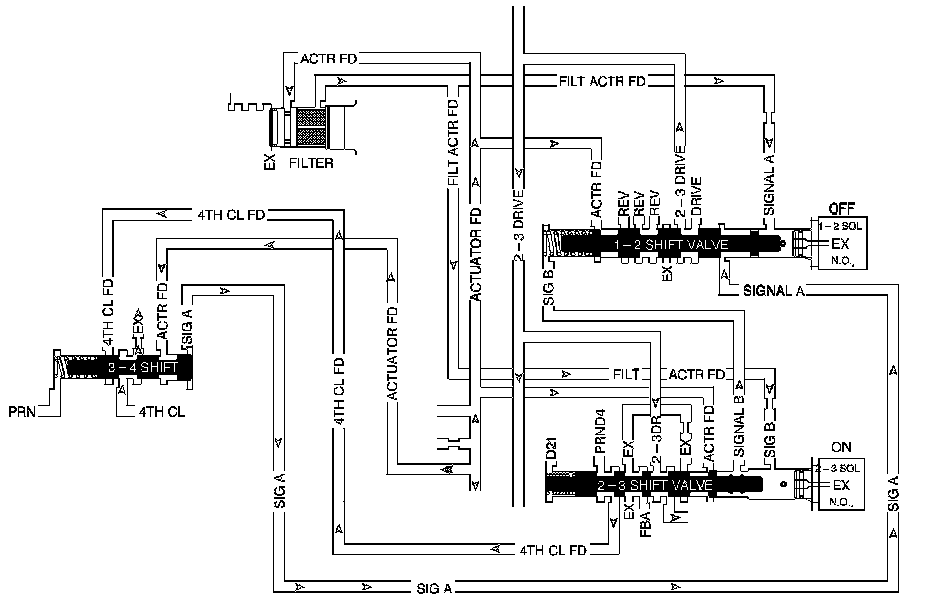 ACTR FD
FILT ACTR FD
EX
FILTER
FILT ACTR FD
ACTUATOR FD
2-3 DRIVE
ACTR FD
REV
REV
REV
2-3 DRIVE
DRIVE
SIGNAL A
OFF
4TH CL FD
1-2 SHIFT VALVE
1-2 SOL
EX
N.O.
EX
SIG B
SIGNAL A
4TH CL FD
EX
ACTR FD
SIG A
3-4 SHIFT
PRN
4TH CL
4TH CL FD
ACTUATOR FD
FILT ACTR FD
D21
PRND4
EX
2-3DR
EX
ACTR FD
SIGNAL B
SIG B
ON
2-3 SHIFT VALVE
2-3 SOL
EX
N.O.
EX
FBA
SIG A
SIG A
4TH CL FD
SIG A